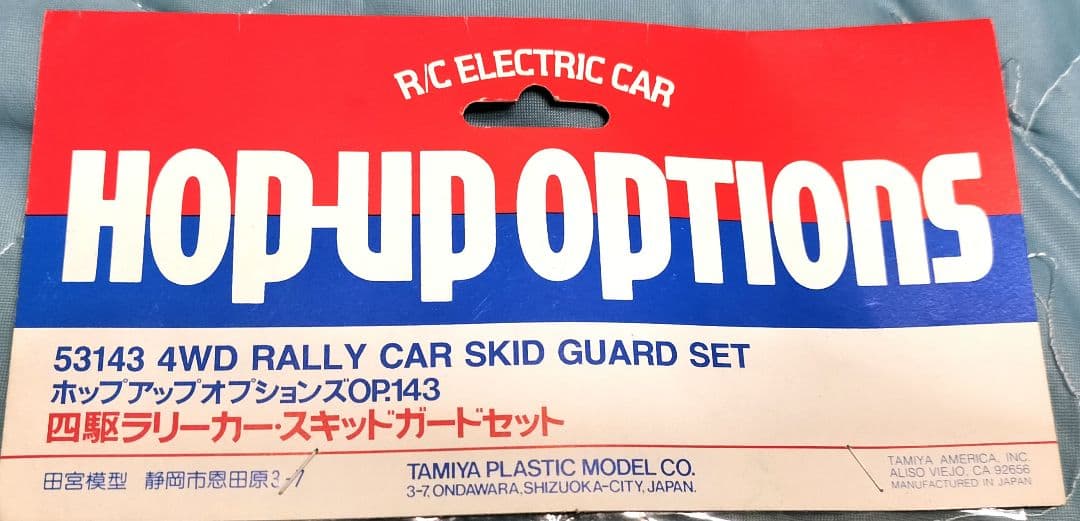 R/C ELECTRIC CAR
HOP-UP OPTIONS
53143 4WD RALLY CAR SKID GUARD SET
ホップアップオプションズOP.143
四駆ラリーカー・スキッドガードセット
田宮模型 静岡市恩田原3-7
TAMIYA PLASTIC MODEL CO.
3-7, ONDAWARA, SHIZUOKA-CITY, JAPAN.
TAMIYA AMERICA, INC.
ALISO VIEJO, CA 92656
MANUFACTURED IN JAPAN